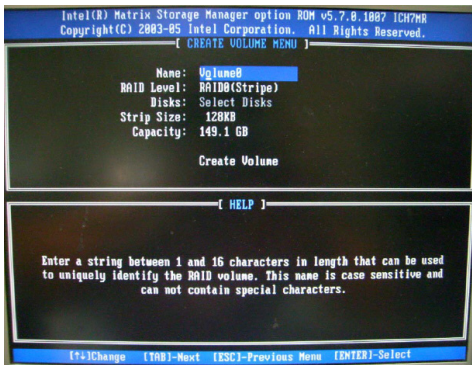 Intel(R) Matrix Storage Manager option ROM v5.7.0.1007 ICH7MR
Copyright(C) 2003-05 Intel Corporation. All Rights Reserved.
[ CREATE VOLUME MENU ]
Name: Volume0
RAID Level: RAID0(Stripe)
Disks: Select Disks
Strip Size: 128KB
Capacity: 149.1 GB
Create Volume
[ HELP ]
Enter a string between 1 and 16 characters in length that can be used
to uniquely identify the RAID volume. This name is case sensitive and
can not contain special characters.
[↑↓]Change [TAB]-Next [ESC]-Previous Menu [ENTER]-Select